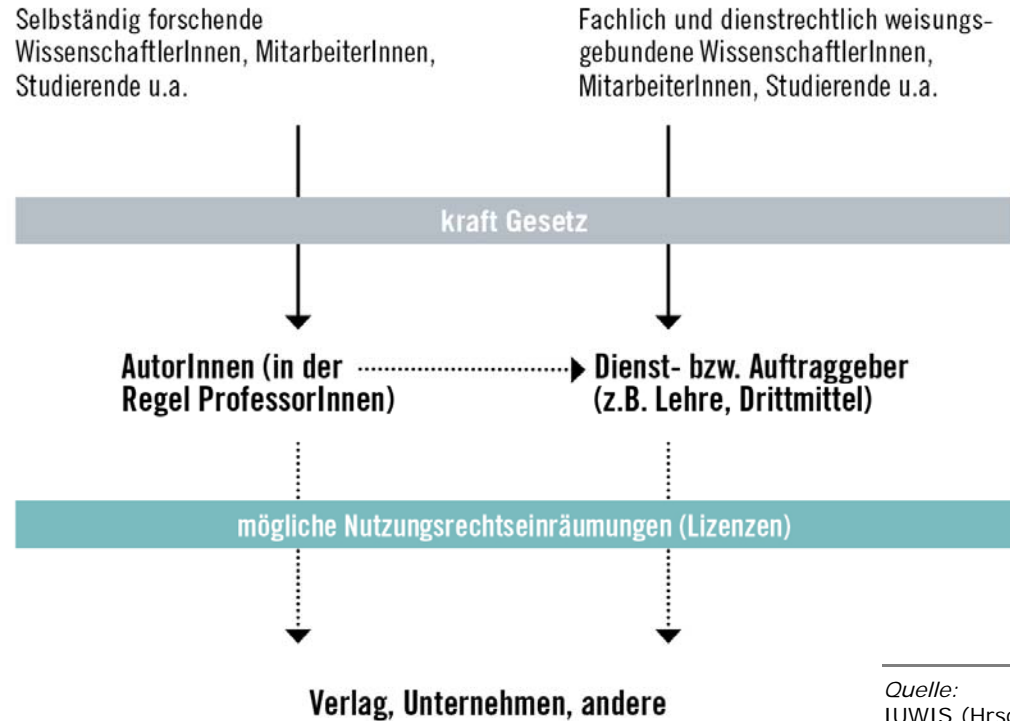 Selbständig forschende
WissenschaftlerInnen, MitarbeiterInnen,
Studierende u.a.
Fachlich und dienstrechtlich weisungs-
gebundene WissenschaftlerInnen,
MitarbeiterInnen, Studierende u.a.
kraft Gesetz
AutorInnen (in der
Regel ProfessorInnen)
Dienst- bzw. Auftraggeber
(z.B. Lehre, Drittmittel)
mögliche Nutzungsrechtseinräumungen (Lizenzen)
Verlag, Unternehmen, andere
Quelle: